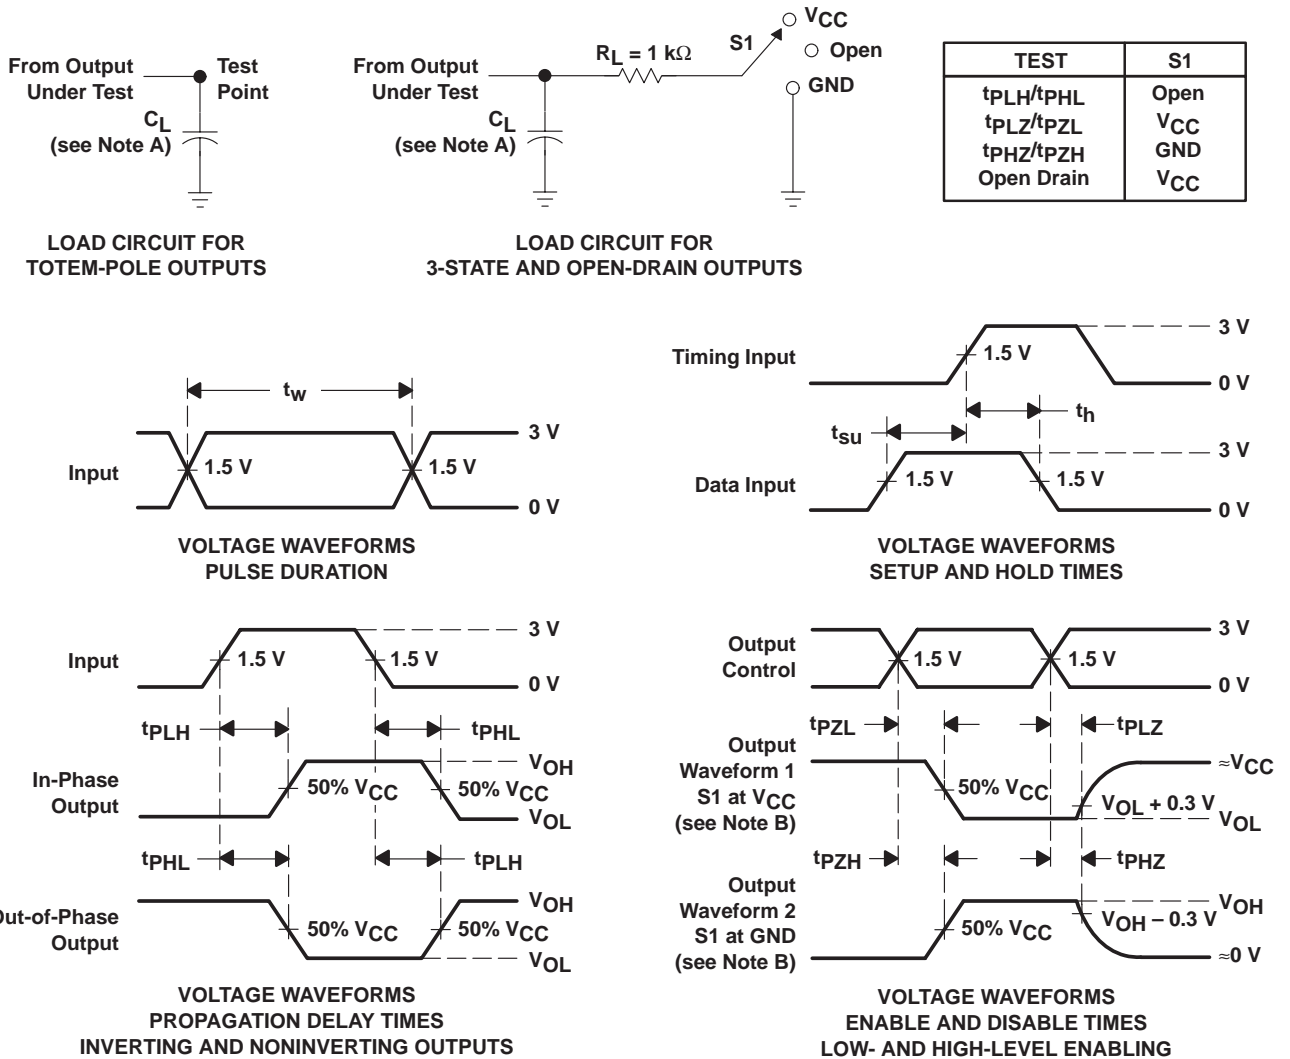 From Output
Under Test
Test
Point
CL
(see Note A)
LOAD CIRCUIT FOR
TOTEM-POLE OUTPUTS
From Output
Under Test
CL
(see Note A)
RL = 1 kΩ
S1
VCC
Open
GND
LOAD CIRCUIT FOR
3-STATE AND OPEN-DRAIN OUTPUTS
TEST S1
tPLH/tPHL Open
tPLZ/tPZL VCC
tPHZ/tPZH GND
Open Drain VCC
tw
Input
1.5 V
1.5 V
3 V
0 V
VOLTAGE WAVEFORMS
PULSE DURATION
Timing Input
1.5 V
3 V
0 V
tsu
th
Data Input
1.5 V
1.5 V
3 V
0 V
VOLTAGE WAVEFORMS
SETUP AND HOLD TIMES
Input
1.5 V
1.5 V
3 V
0 V
tPLH
tPHL
In-Phase
Output
50% VCC
50% VCC
VOH
VOL
tPHL
tPLH
Out-of-Phase
Output
50% VCC
50% VCC
VOH
VOL
VOLTAGE WAVEFORMS
PROPAGATION DELAY TIMES
INVERTING AND NONINVERTING OUTPUTS
Output
Control
1.5 V
1.5 V
3 V
0 V
tPZL
tPLZ
Output
Waveform 1
S1 at VCC
(see Note B)
50% VCC
VOL + 0.3 V
≈VCC
VOL
tPZH
tPHZ
Output
Waveform 2
S1 at GND
(see Note B)
50% VCC
VOH – 0.3 V
VOH
≈0 V
VOLTAGE WAVEFORMS
ENABLE AND DISABLE TIMES
LOW- AND HIGH-LEVEL ENABLING